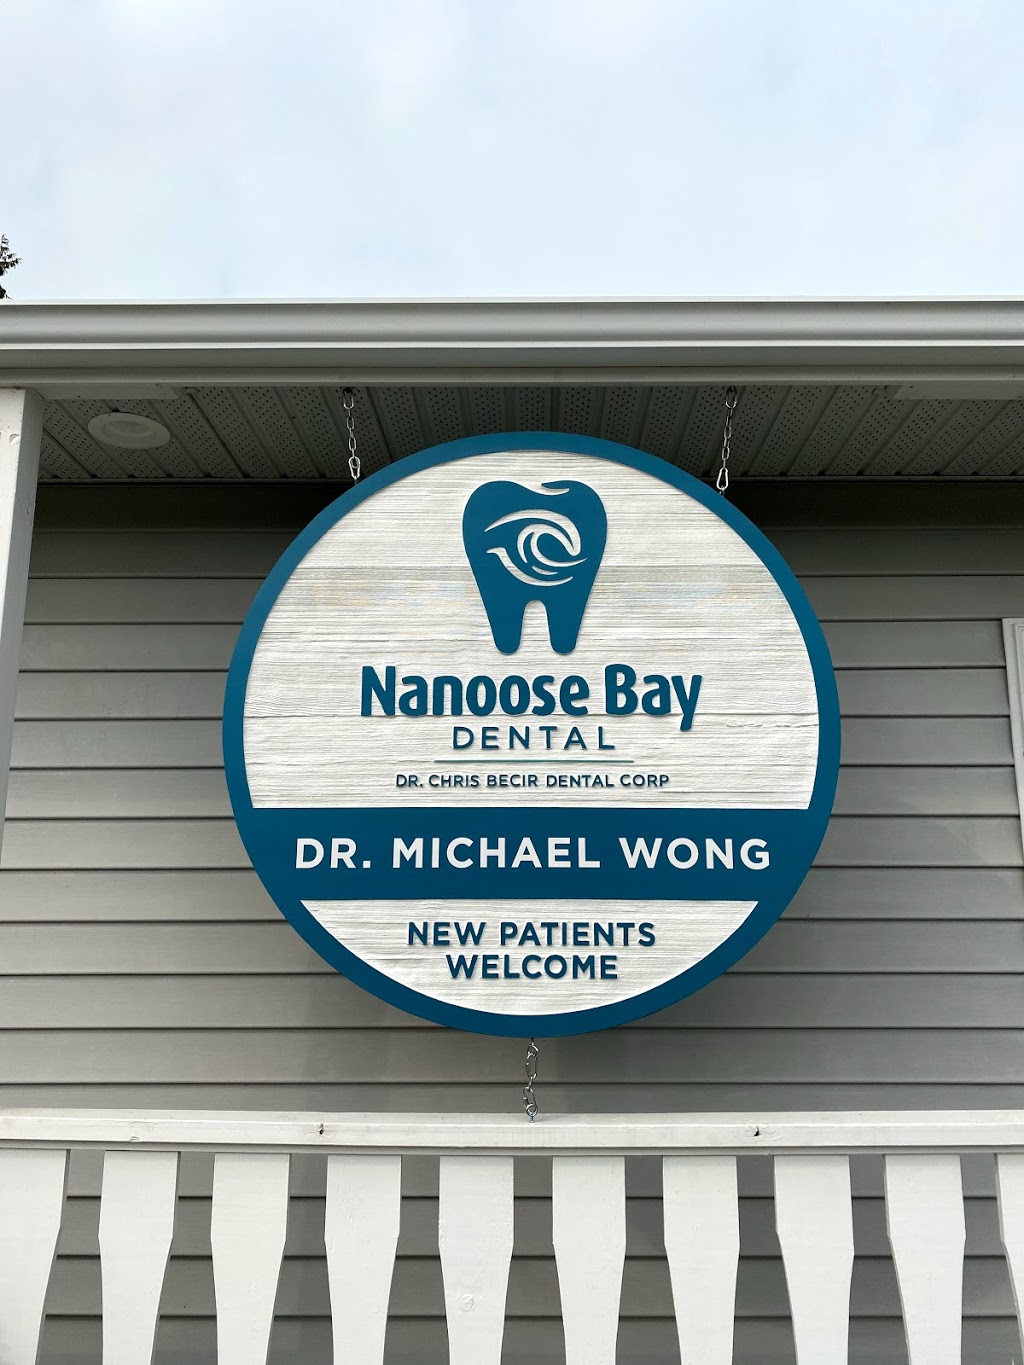 Nanoose Bay
DENTAL
DR. CHRIS BECIR DENTAL CORP
DR. MICHAEL WONG
NEW PATIENTS
WELCOME